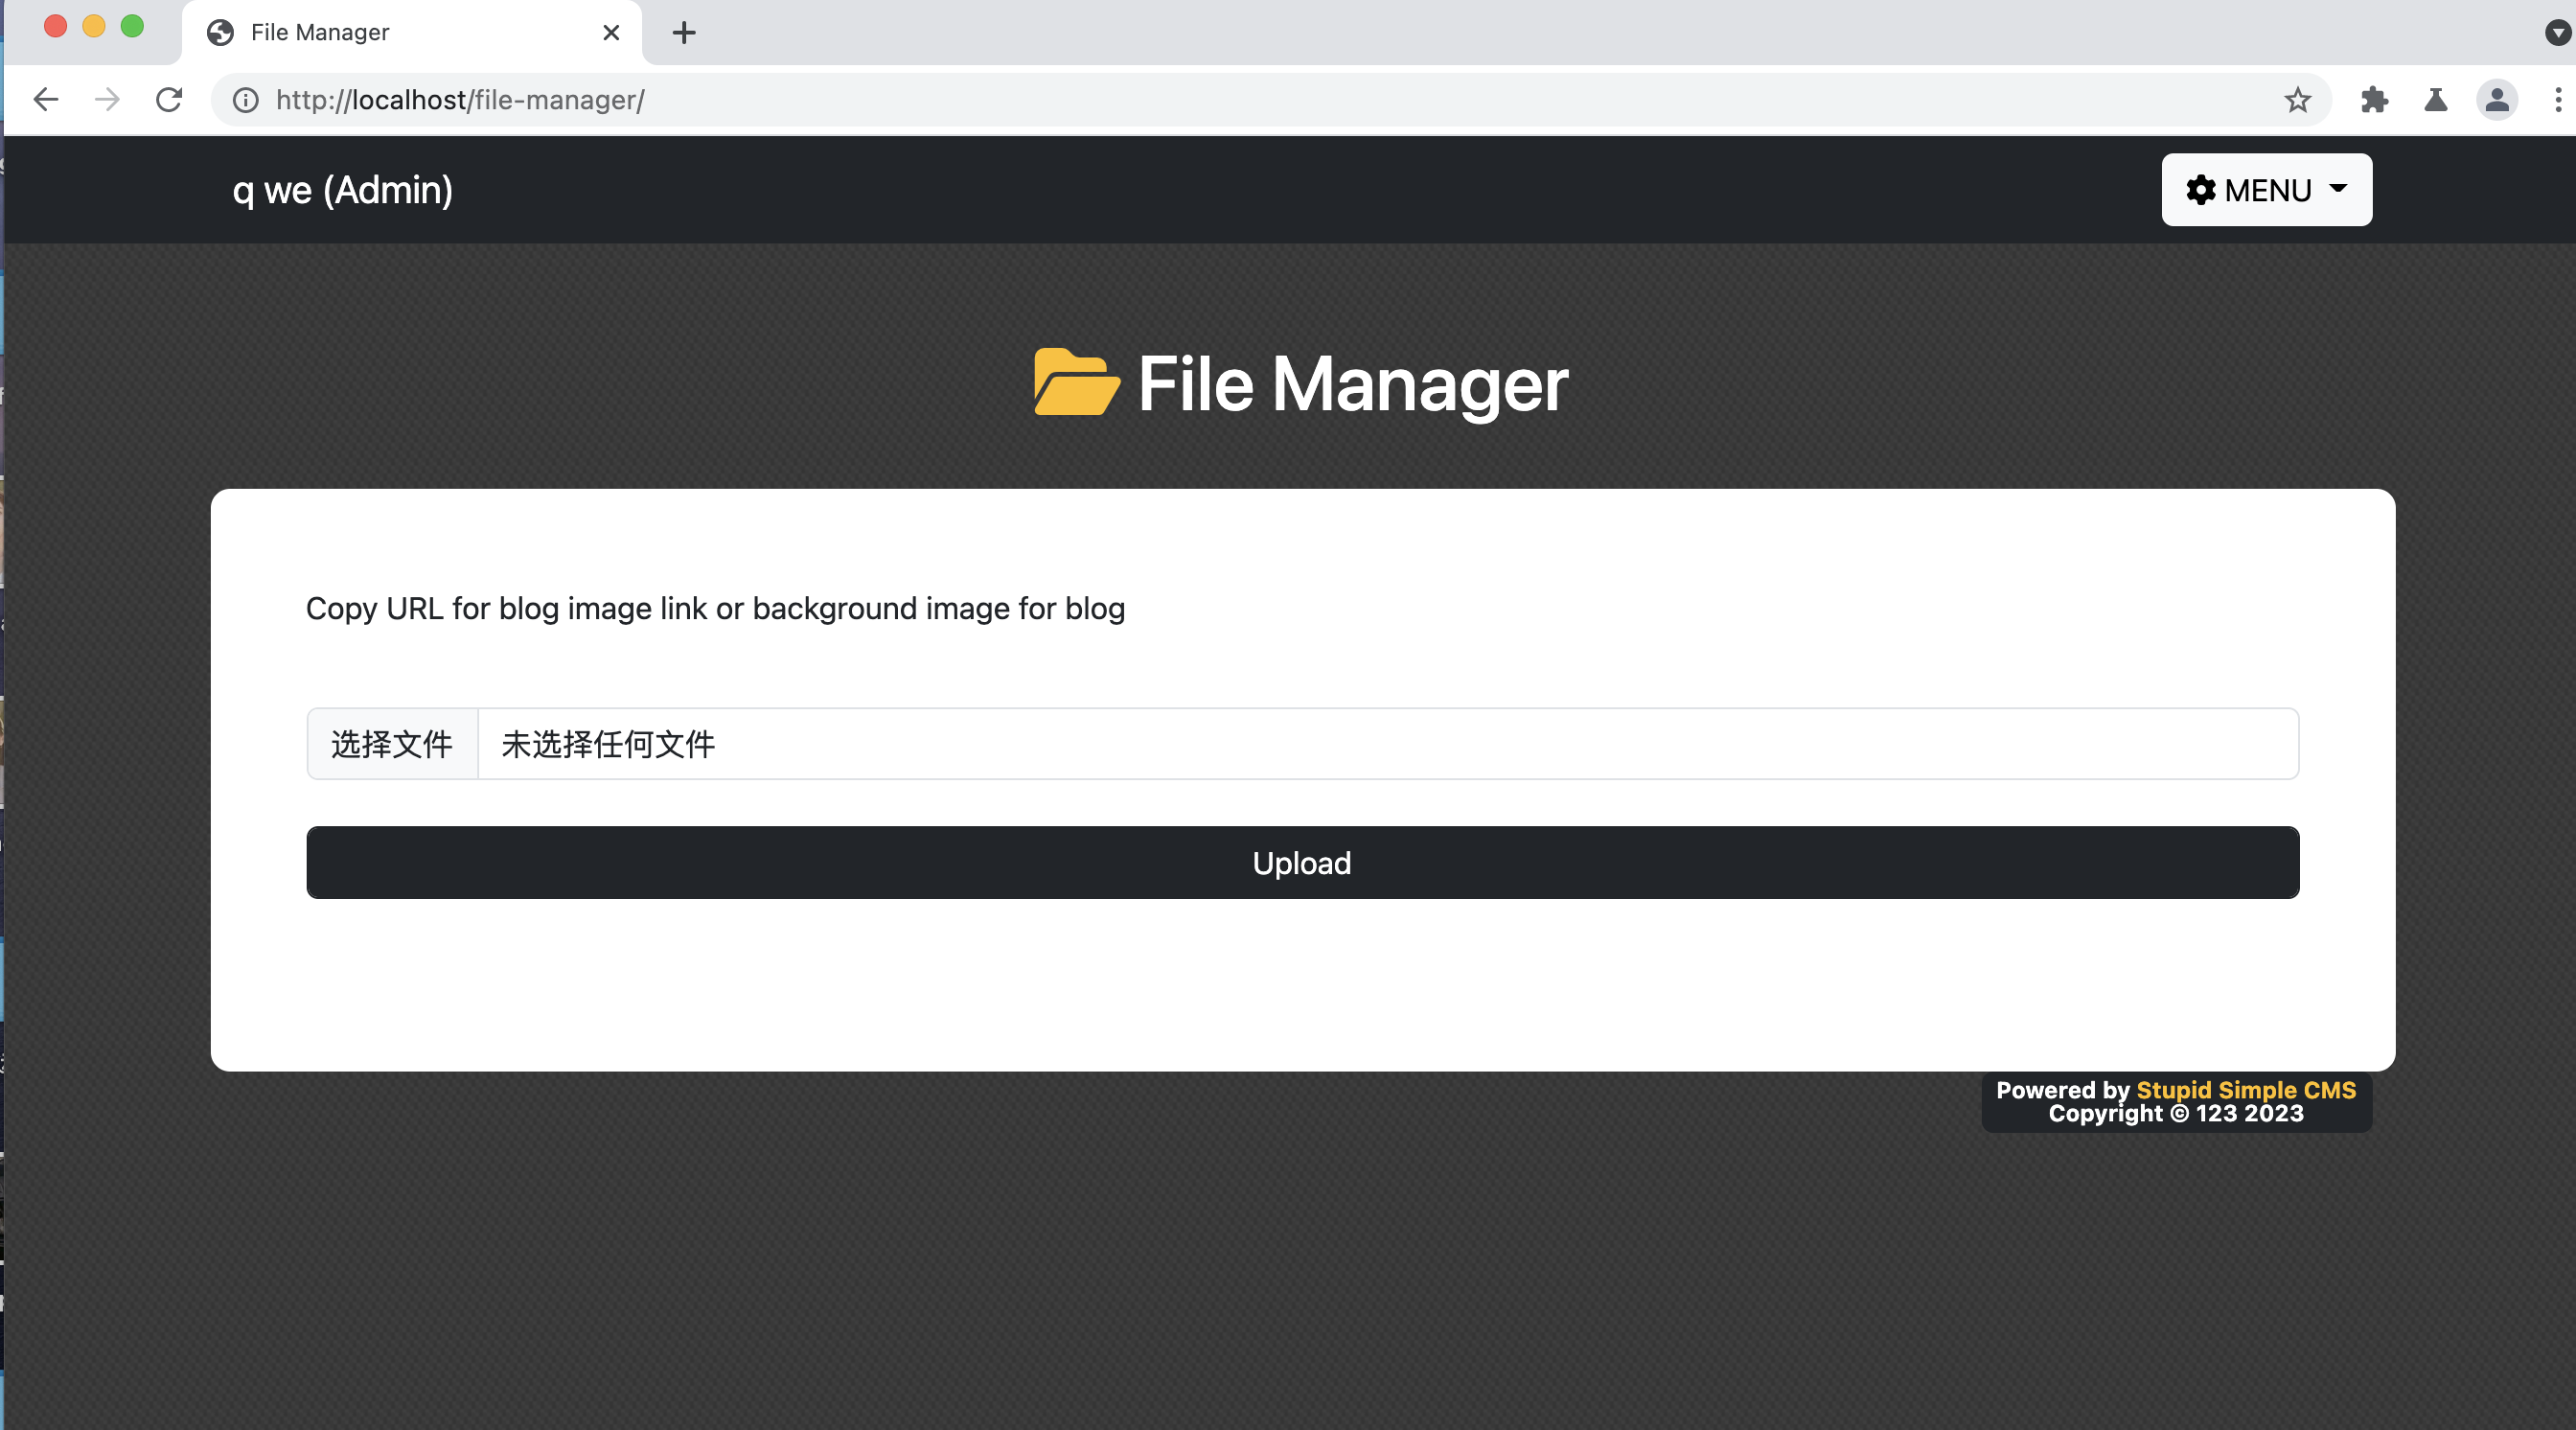 File Manager
http://localhost/file-manager/
q we (Admin)
MENU
File Manager
Copy URL for blog image link or background image for blog
选择文件 未选择任何文件
Upload
Powered by Stupid Simple CMS
Copyright © 123 2023